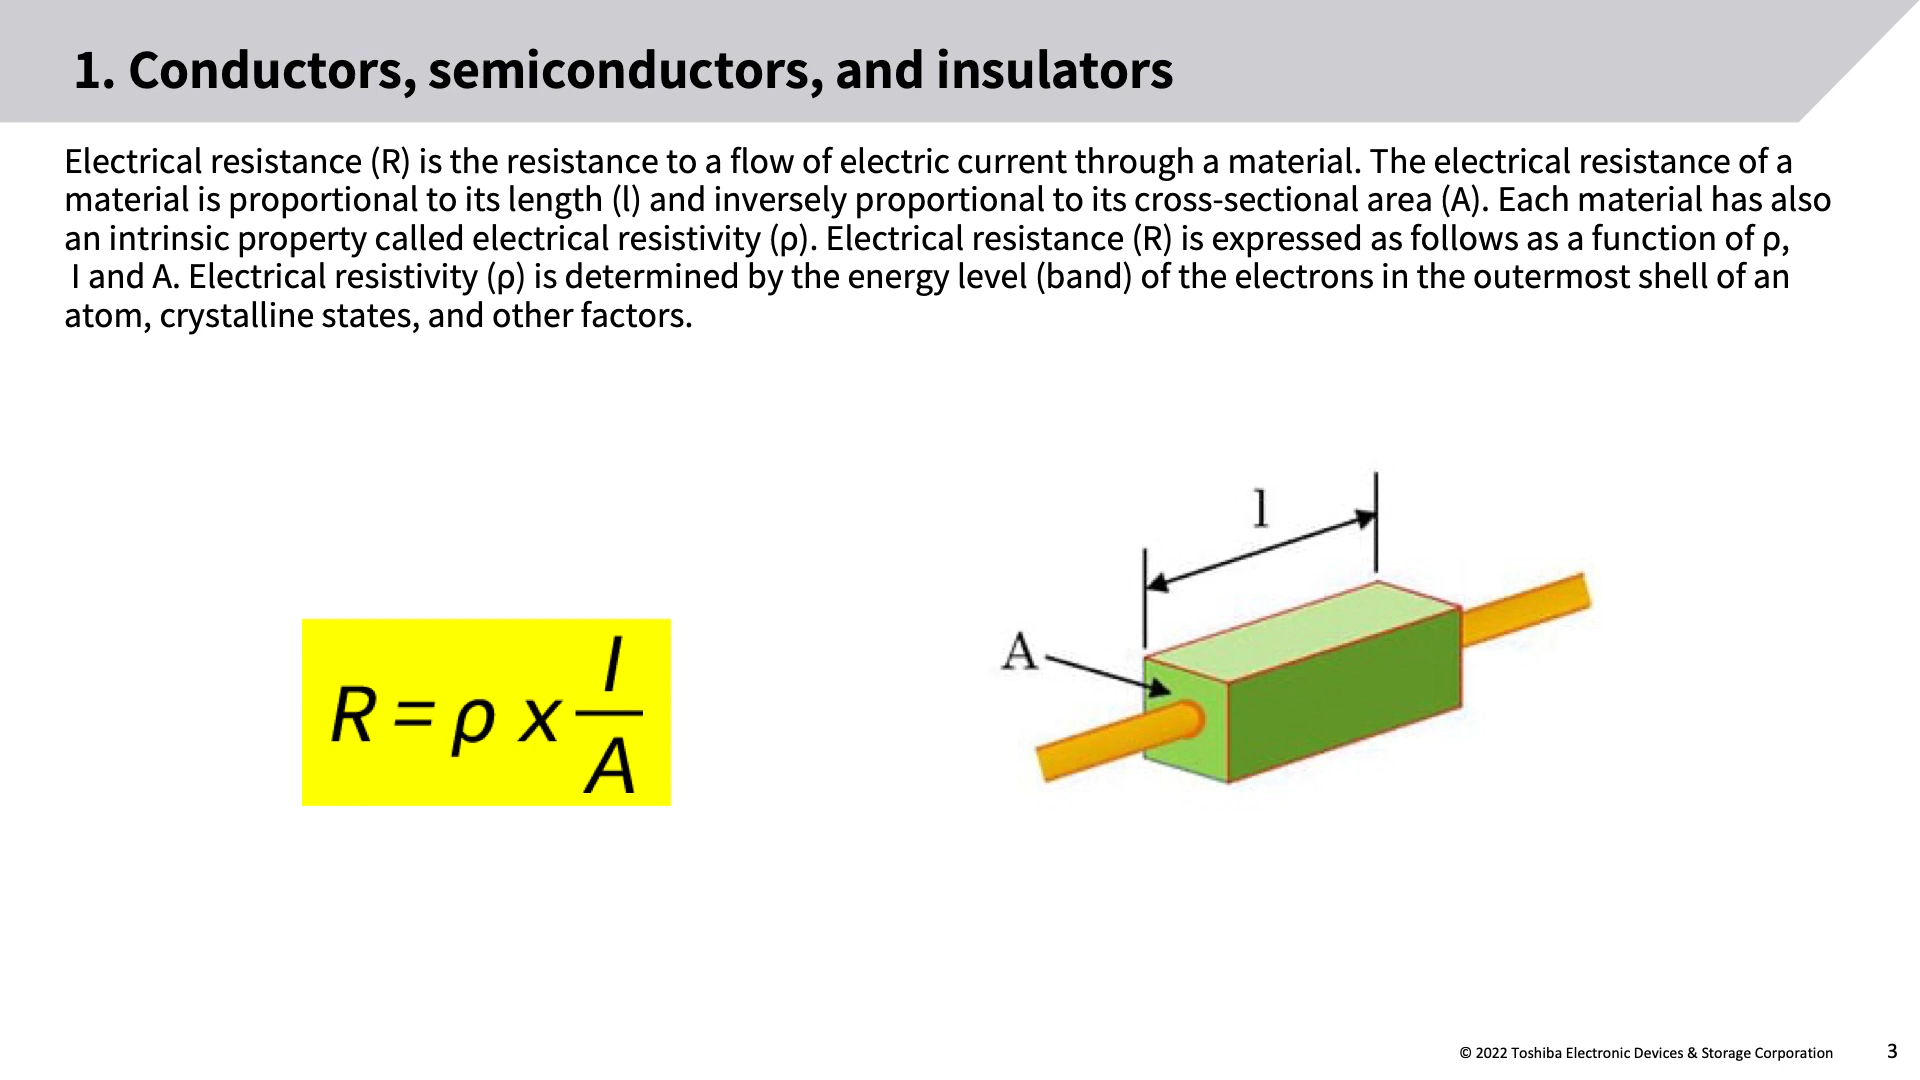 1. Conductors, semiconductors, and insulators
Electrical resistance (R) is the resistance to a flow of electric current through a material. The electrical resistance of a
material is proportional to its length (l) and inversely proportional to its cross-sectional area (A). Each material has also
an intrinsic property called electrical resistivity (ρ). Electrical resistance (R) is expressed as follows as a function of ρ,
I and A. Electrical resistivity (ρ) is determined by the energy level (band) of the electrons in the outermost shell of an
atom, crystalline states, and other factors.
R = ρ x I / A
l
A
© 2022 Toshiba Electronic Devices & Storage Corporation
3